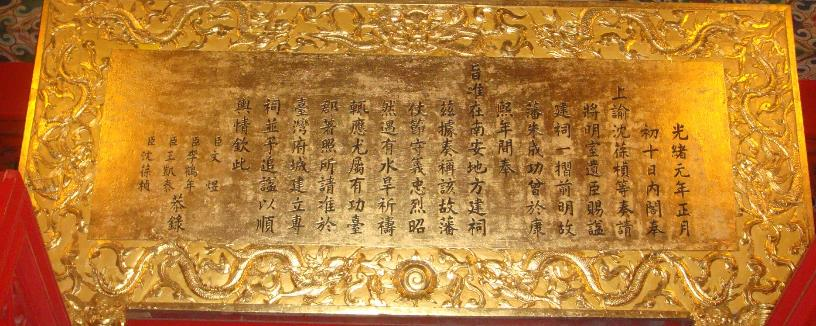 光緒元年正月
初十日內閣奉
上諭沈葆楨等奏請
將明室遺臣賜諡
建祠一摺前明故
藩朱成功曾於康
熙年間奉
旨准在南安地方建祠
茲據奏稱該故藩
仗節守義忠烈昭
然遇有水旱祈禱
輒應尤屬有功臺
郡著照所請准於
臺灣府城建立專
祠並予追諡以順
輿情欽此
臣文 煜
臣李鶴年
臣王凱泰
臣沈葆楨
恭錄